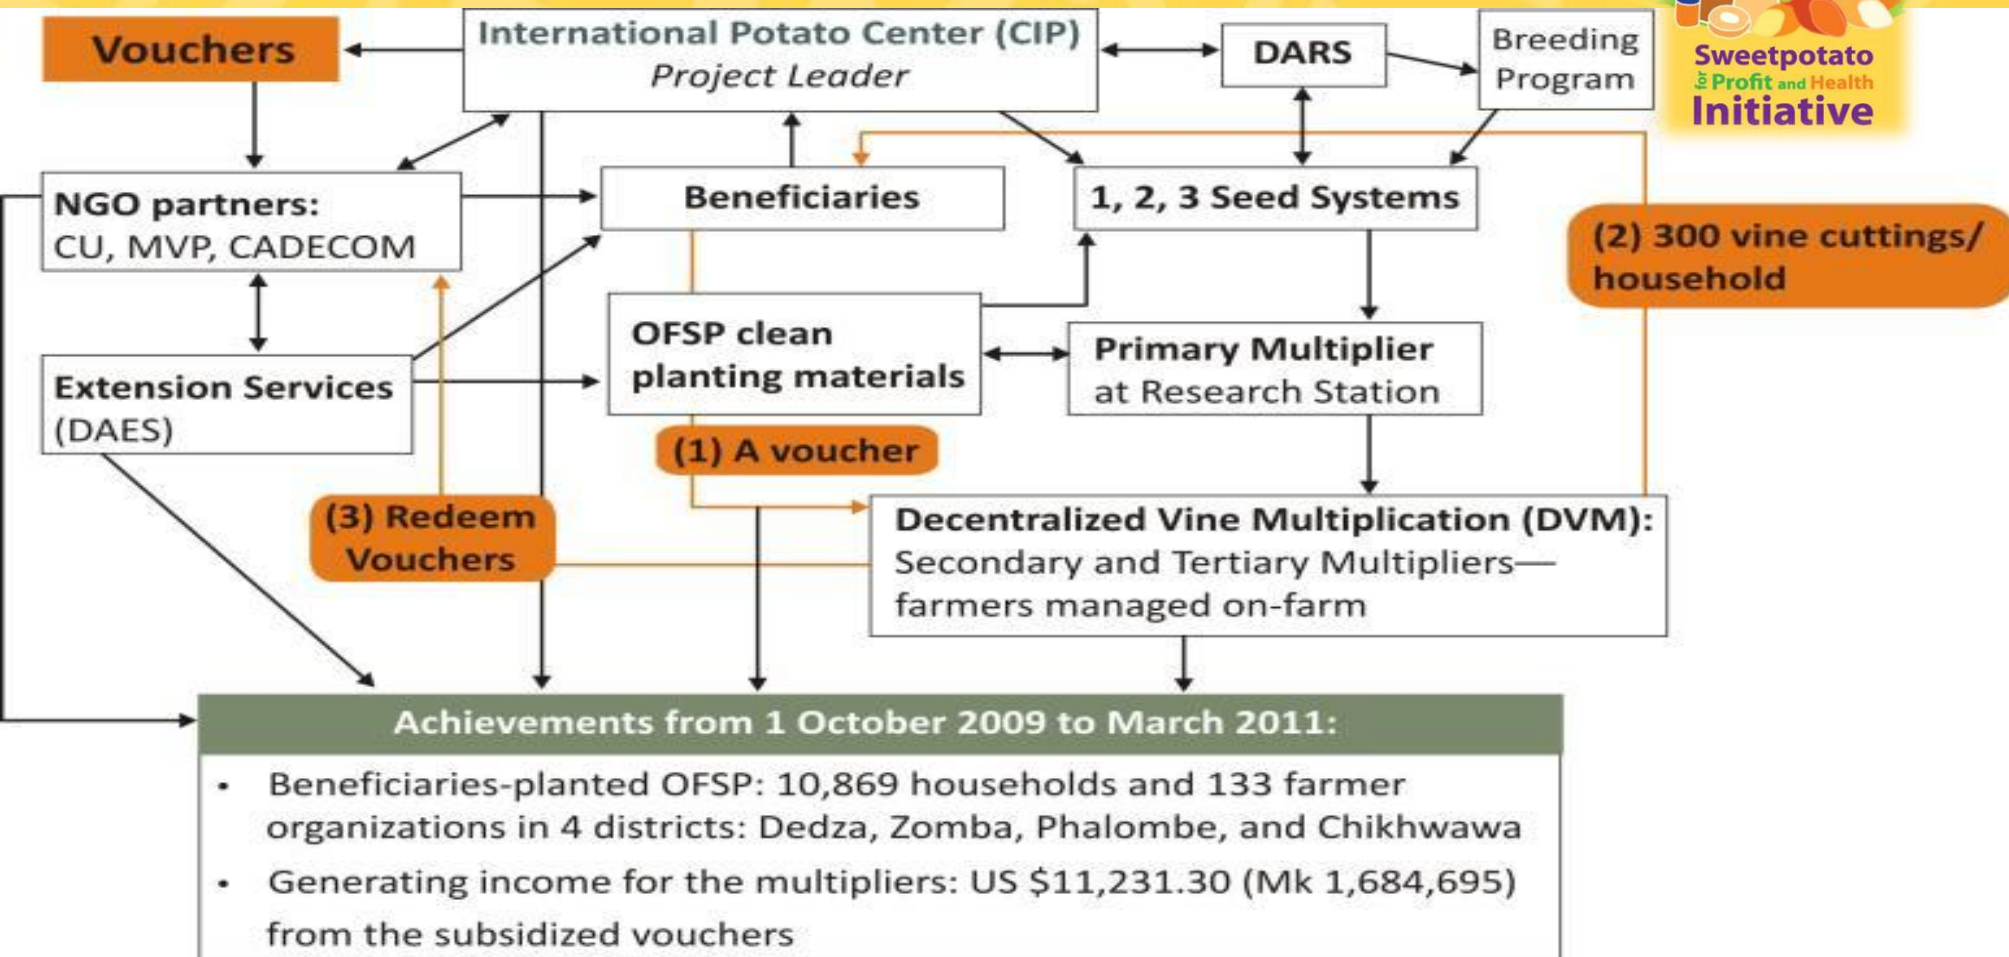 Vouchers
International Potato Center (CIP)
Project Leader
DARS
Breeding
Program
Sweetpotato
for Profit and Health
Initiative
NGO partners:
CU, MVP, CADECOM
Beneficiaries
1, 2, 3 Seed Systems
(2) 300 vine cuttings/
household
Extension Services
(DAES)
OFSP clean
planting materials
Primary Multiplier
at Research Station
(1) A voucher
(3) Redeem
Vouchers
Decentralized Vine Multiplication (DVM):
Secondary and Tertiary Multipliers—
farmers managed on-farm
Achievements from 1 October 2009 to March 2011:
• Beneficiaries-planted OFSP: 10,869 households and 133 farmer
organizations in 4 districts: Dedza, Zomba, Phalombe, and Chikhwawa
• Generating income for the multipliers: US $11,231.30 (Mk 1,684,695)
from the subsidized vouchers